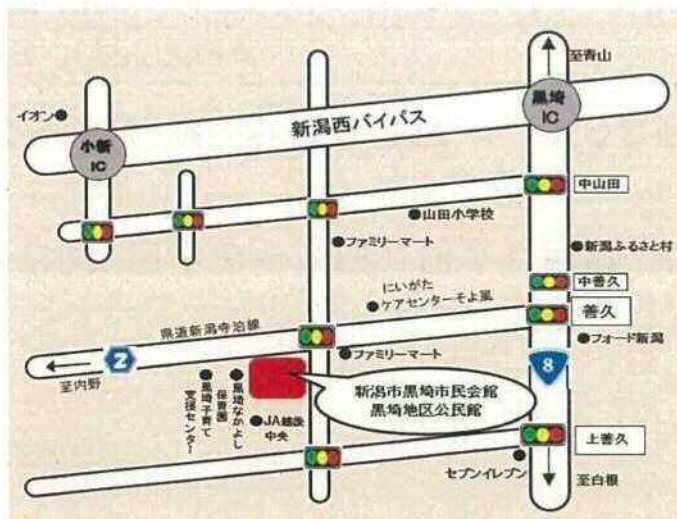 至青山
イオン●
新潟西バイパス
黒埼
IC
小新
IC
中山田
●山田小学校
●ファミリーマート
●新潟ふるさと村
中善久
にいがた
●ケアセンターそよ風
善久
県道新潟寺泊線
●フォード新潟
2
至内野
●ファミリーマート
8
●黒埼なかよし
保育園
●黒埼子育て
支援センター
新潟市黒埼市民会館
黒埼地区公民館
●JA越後
中央
上善久
セブンイレブン
至白根